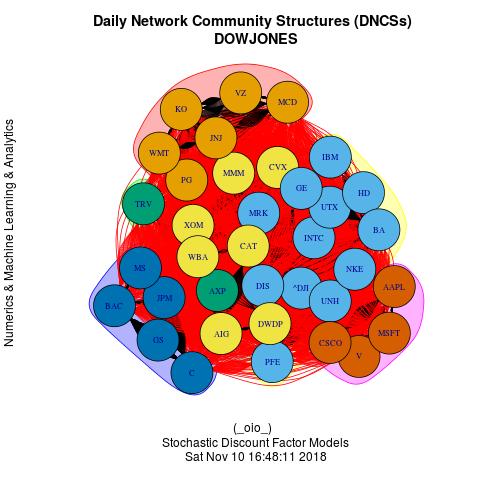 Daily Network Community Structures (DNCSs)
DOWJONES
Numerics & Machine Learning & Analytics
VZ
KO
MCD
JNJ
WMT
IBM
MMM
CVX
PG
GE
HD
TRV
UTX
MRK
XOM
BA
INTC
CAT
WBA
MS
NKE
AXP
DIS
^DJI
AAPL
JPM
BAC
UNH
DWDP
AIG
MSFT
GS
CSCO
V
PFE
C
(_oio_)
Stochastic Discount Factor Models
Sat Nov 10 16:48:11 2018